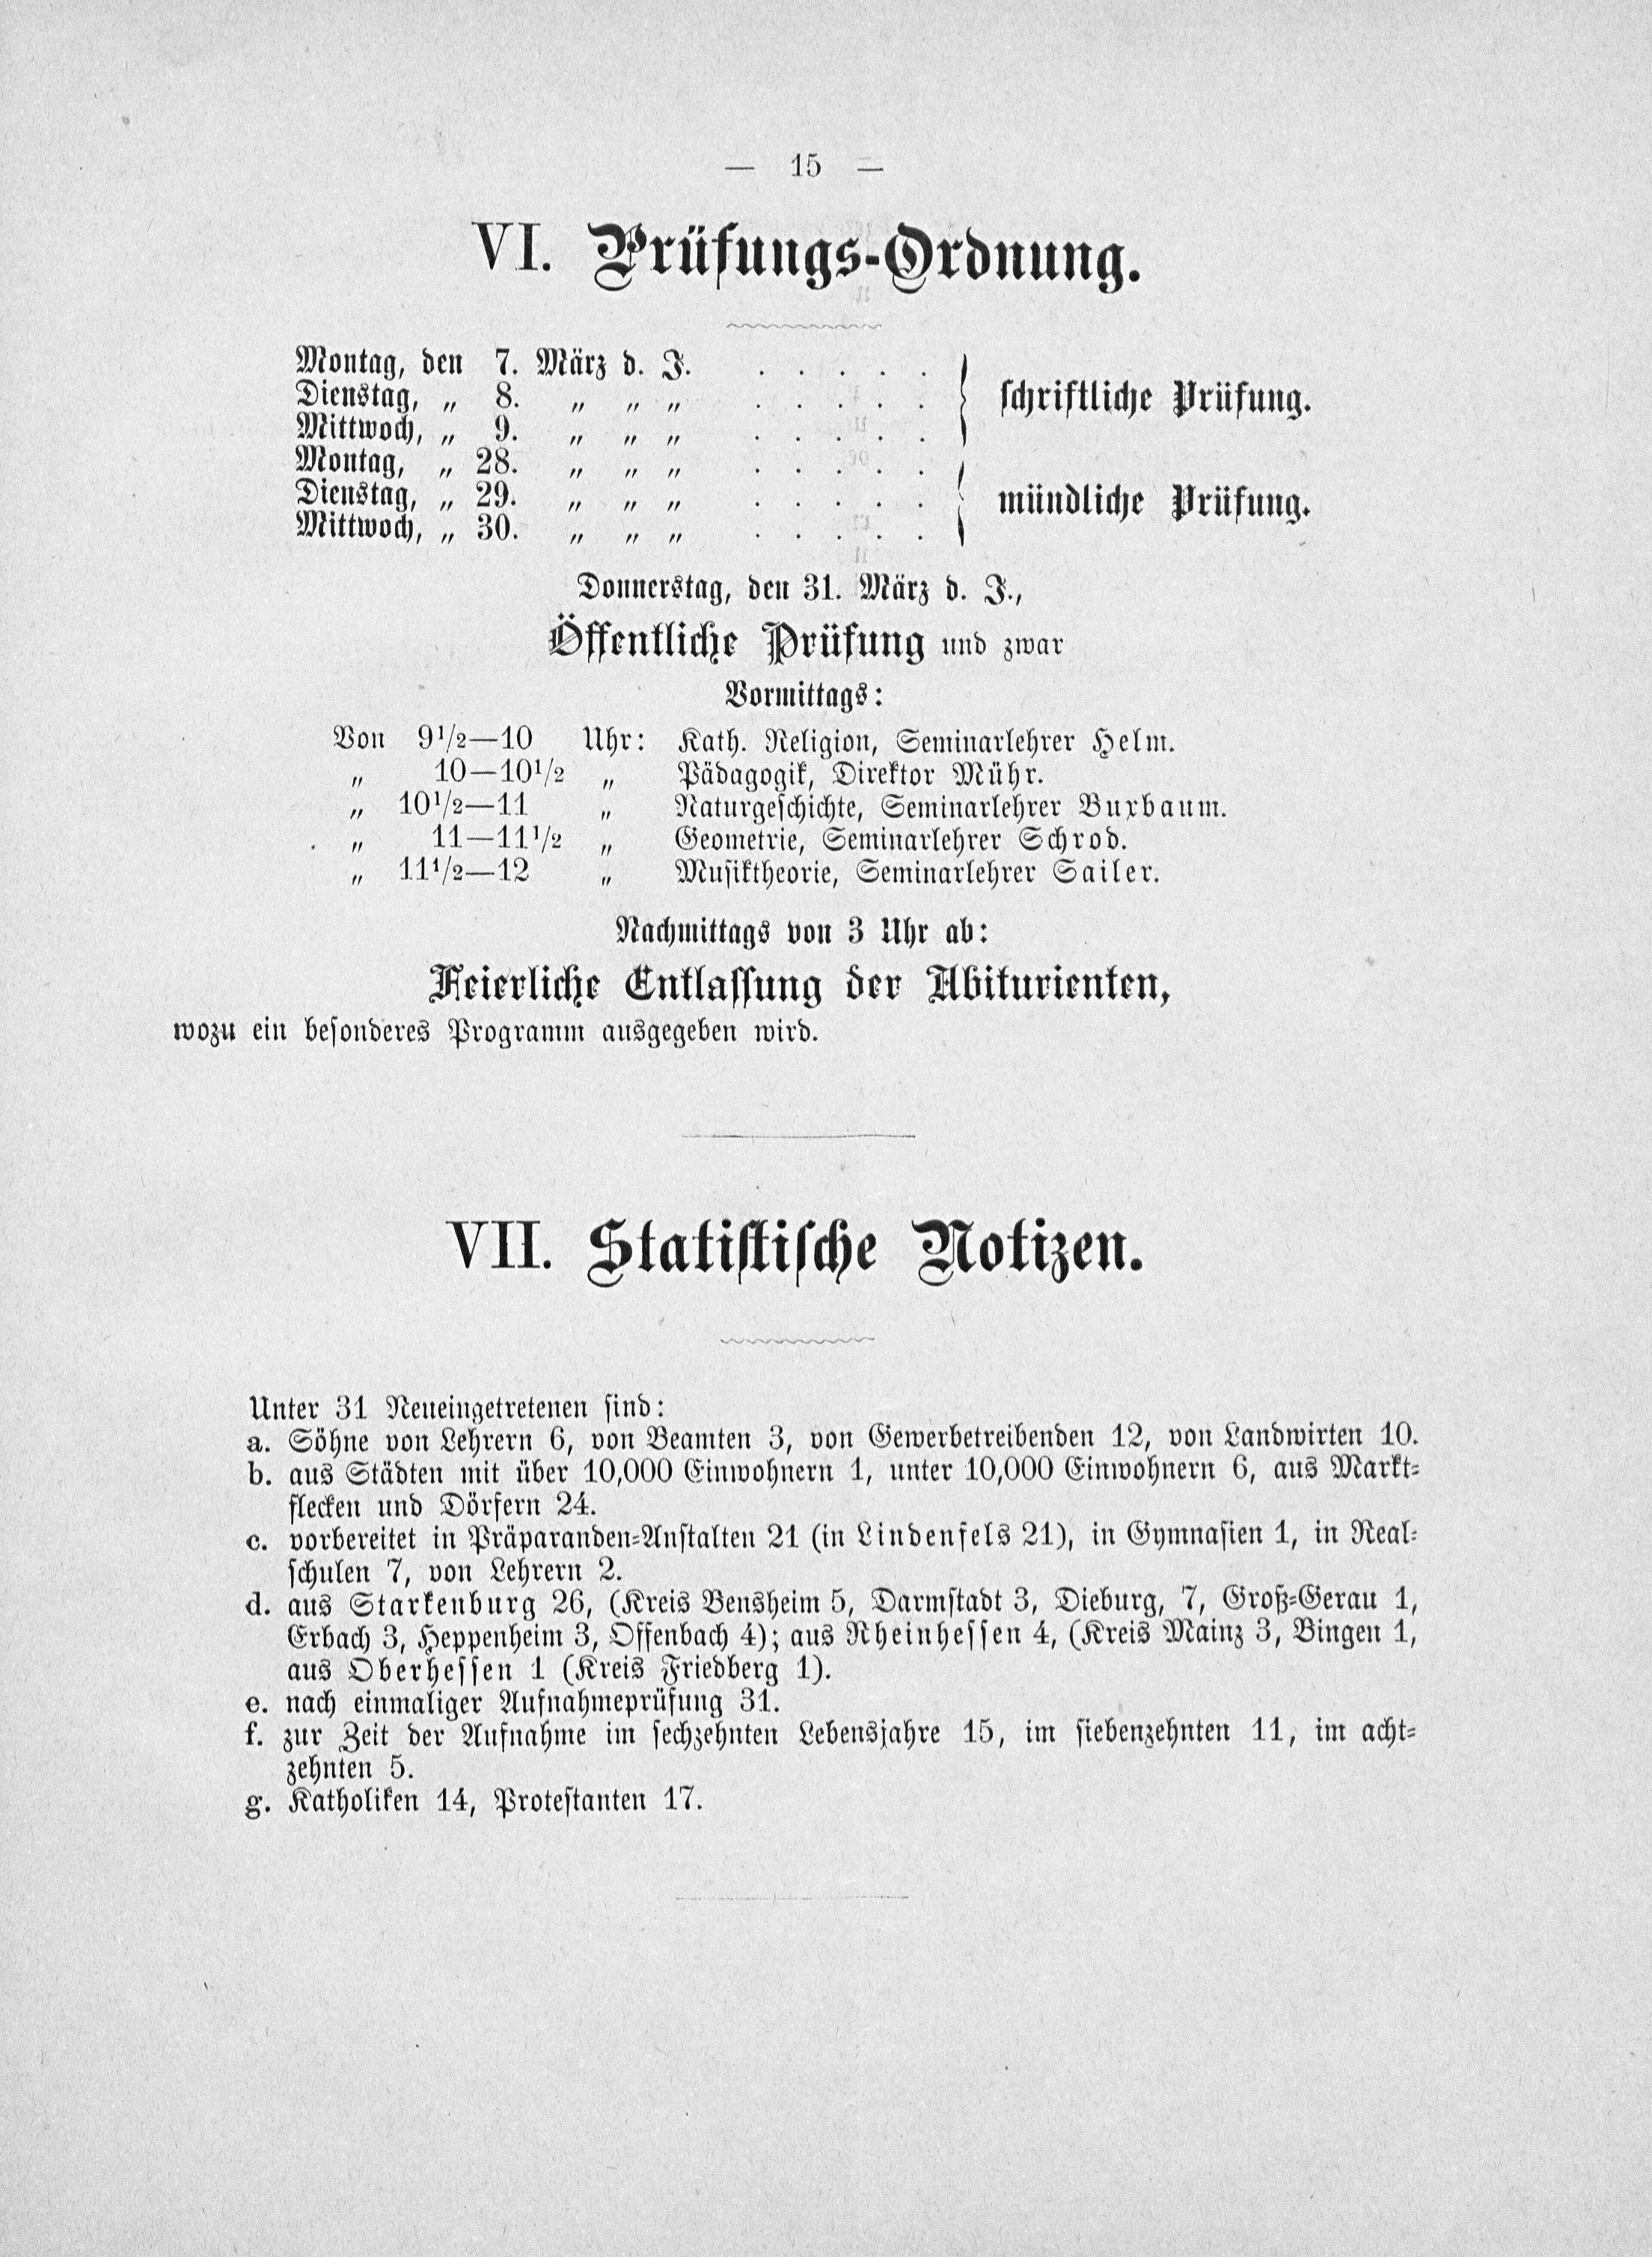 — 15 —
VI. Prüfungs-Ordnung.
Montag, den 7. März d. J. . . . . .
Dienstag, „ 8. „ „ „ . . . . . schriftliche Prüfung.
Mittwoch, „ 9. „ „ „ . . . . .
Montag, „ 28. „ „ „ . . . . .
Dienstag, „ 29. „ „ „ . . . . . mündliche Prüfung.
Mittwoch, „ 30. „ „ „ . . . . .
Donnerstag, den 31. März d. J.,
Öffentliche Prüfung und zwar
Vormittags:
Von 9½—10 Uhr: Kath. Religion, Seminarlehrer Helm.
„ 10—10½ „ Pädagogik, Direktor Mühr.
„ 10½—11 „ Naturgeschichte, Seminarlehrer Buxbaum.
„ 11—11½ „ Geometrie, Seminarlehrer Schrod.
„ 11½—12 „ Musiktheorie, Seminarlehrer Sailer.
Nachmittags von 3 Uhr ab:
Feierliche Entlassung der Abiturienten,
wozu ein besonderes Programm ausgegeben wird.
VII. Statistische Notizen.
Unter 31 Neueingetretenen sind:
a. Söhne von Lehrern 6, von Beamten 3, von Gewerbetreibenden 12, von Landwirten 10.
b. aus Städten mit über 10,000 Einwohnern 1, unter 10,000 Einwohnern 6, aus Markt-
flecken und Dörfern 24.
c. vorbereitet in Präparanden-Anstalten 21 (in Lindenfels 21), in Gymnasien 1, in Real-
schulen 7, von Lehrern 2.
d. aus Starkenburg 26, (Kreis Bensheim 5, Darmstadt 3, Dieburg, 7, Groß-Gerau 1,
Erbach 3, Heppenheim 3, Offenbach 4); aus Rheinhessen 4, (Kreis Mainz 3, Bingen 1,
aus Oberhessen 1 (Kreis Friedberg 1).
e. nach einmaliger Aufnahmeprüfung 31.
f. zur Zeit der Aufnahme im sechzehnten Lebensjahre 15, im siebenzehnten 11, im acht-
zehnten 5.
g. Katholiken 14, Protestanten 17.